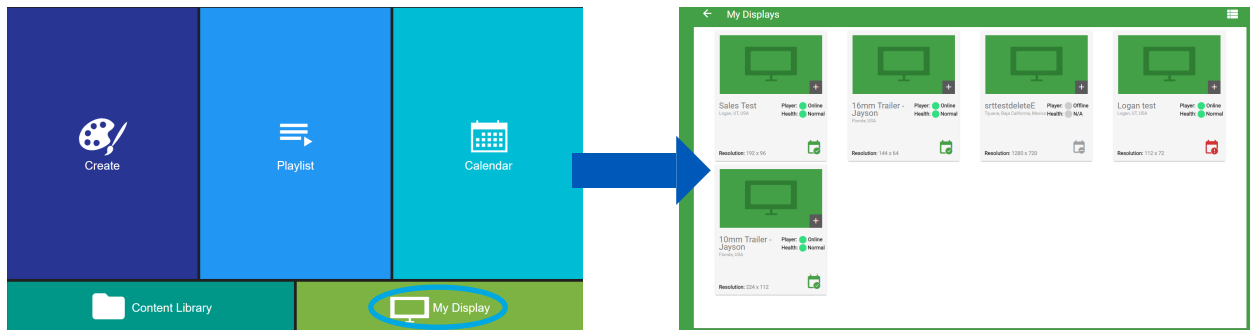 Create
Playlist
Calendar
Content Library
My Display
My Displays
Sales Test
Logan, UT, USA
Player: Online
Health: Normal
Resolution: 192 x 96
16mm Trailer -
Jayson
Florida, USA
Player: Online
Health: Normal
Resolution: 144 x 64
srttestdeleteE
Tijuana, Baja California, Mexico
Player: Offline
Health: N/A
Resolution: 1280 x 720
Logan test
Logan, UT, USA
Player: Online
Health: Normal
Resolution: 112 x 72
10mm Trailer -
Jayson
Florida, USA
Player: Online
Health: Normal
Resolution: 224 x 112